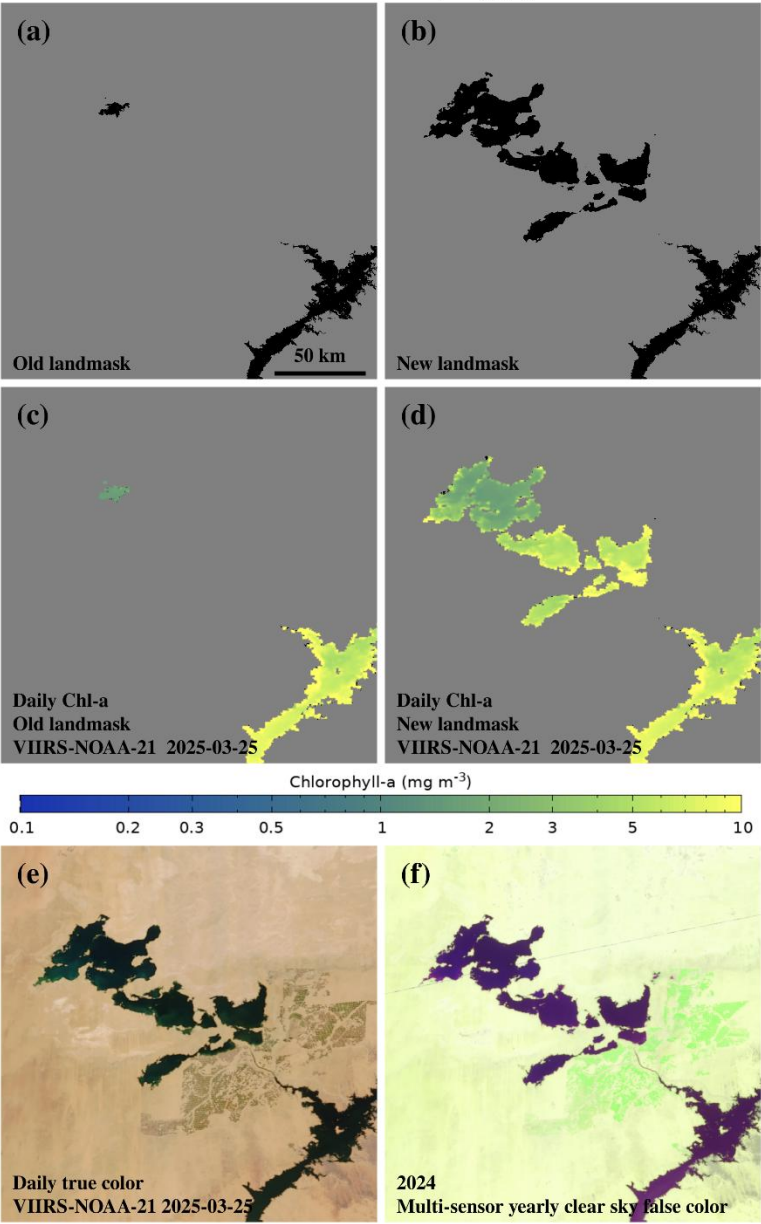 (a)
(b)
Old landmask
50 km
New landmask
(c)
(d)
Daily Chl-a
Old landmask
VIIRS-NOAA-21 2025-03-25
Daily Chl-a
New landmask
VIIRS-NOAA-21 2025-03-25
Chlorophyll-a (mg m⁻³)
0.1 0.2 0.3 0.5 1 2 3 5 10
(e)
(f)
Daily true color
VIIRS-NOAA-21 2025-03-25
2024
Multi-sensor yearly clear sky false color